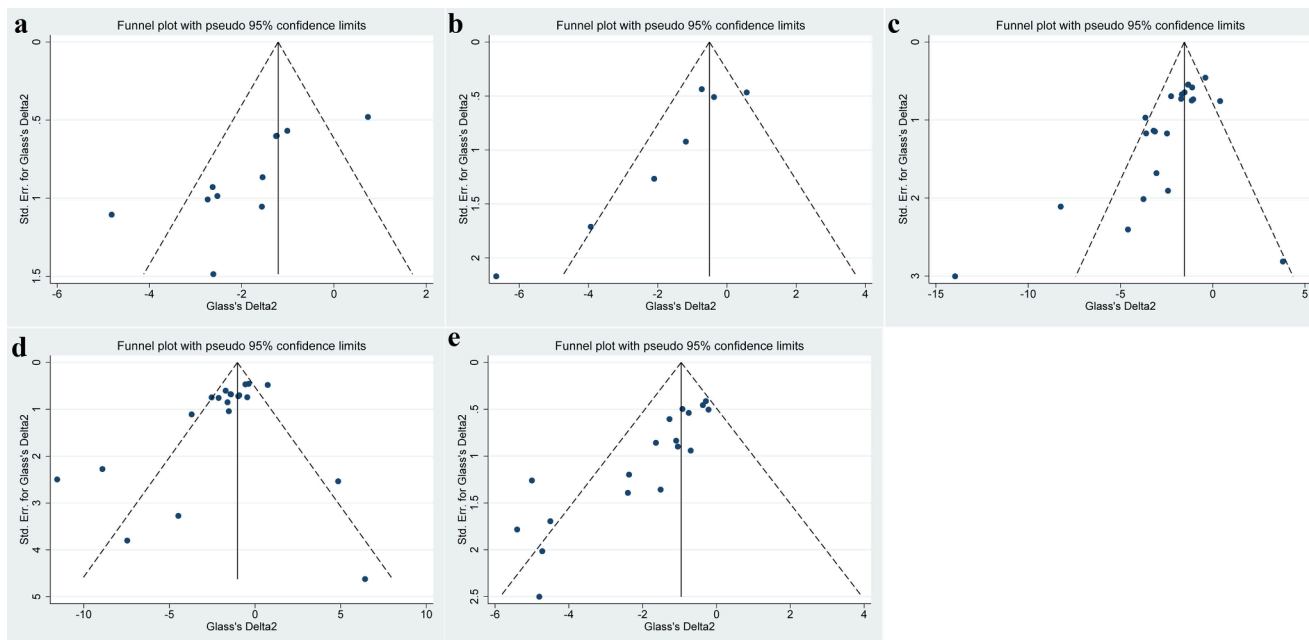 a
Funnel plot with pseudo 95% confidence limits
Std. Err. for Glass's Delta2
0
.5
1
1.5
-6
-4
-2
0
2
Glass's Delta2
b
Funnel plot with pseudo 95% confidence limits
Std. Err. for Glass's Delta2
0
.5
1
1.5
2
-6
-4
-2
0
2
4
Glass's Delta2
c
Funnel plot with pseudo 95% confidence limits
Std. Err. for Glass's Delta2
0
1
2
3
-15
-10
-5
0
5
Glass's Delta2
d
Funnel plot with pseudo 95% confidence limits
Std. Err. for Glass's Delta2
0
1
2
3
4
5
-10
-5
0
5
10
Glass's Delta2
e
Funnel plot with pseudo 95% confidence limits
Std. Err. for Glass's Delta2
0
.5
1
1.5
2
2.5
-6
-4
-2
0
2
4
Glass's Delta2